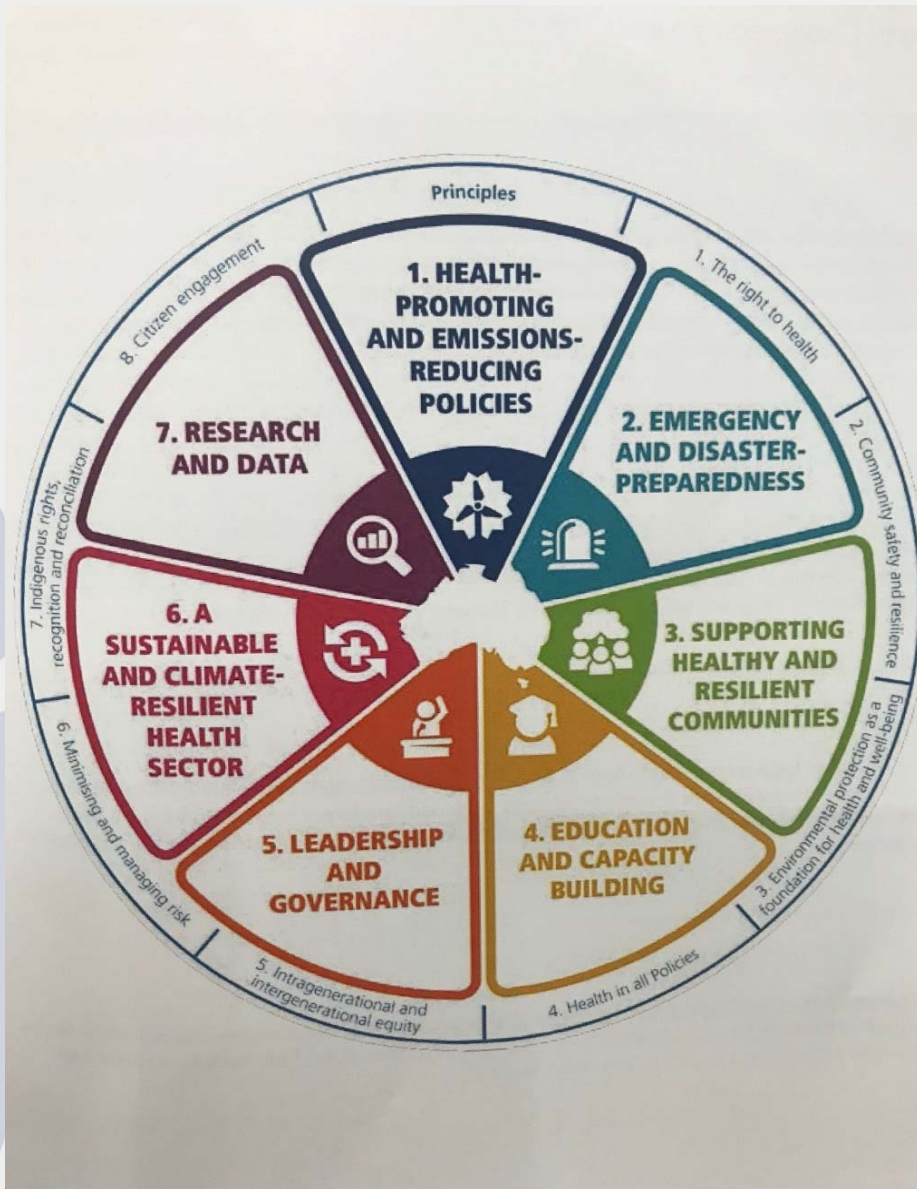 Principles
1. The right to health
2. Community safety and resilience
3. Environmental protection as a
foundation for health and well-being
4. Health in all Policies
5. Intragenerational and
intergenerational equity
6. Minimising and managing risk
7. Indigenous rights,
recognition and reconciliation
8. Citizen engagement
1. HEALTH-
PROMOTING
AND EMISSIONS-
REDUCING
POLICIES
2. EMERGENCY
AND DISASTER-
PREPAREDNESS
3. SUPPORTING
HEALTHY AND
RESILIENT
COMMUNITIES
4. EDUCATION
AND CAPACITY
BUILDING
5. LEADERSHIP
AND
GOVERNANCE
6. A
SUSTAINABLE
AND CLIMATE-
RESILIENT
HEALTH
SECTOR
7. RESEARCH
AND DATA